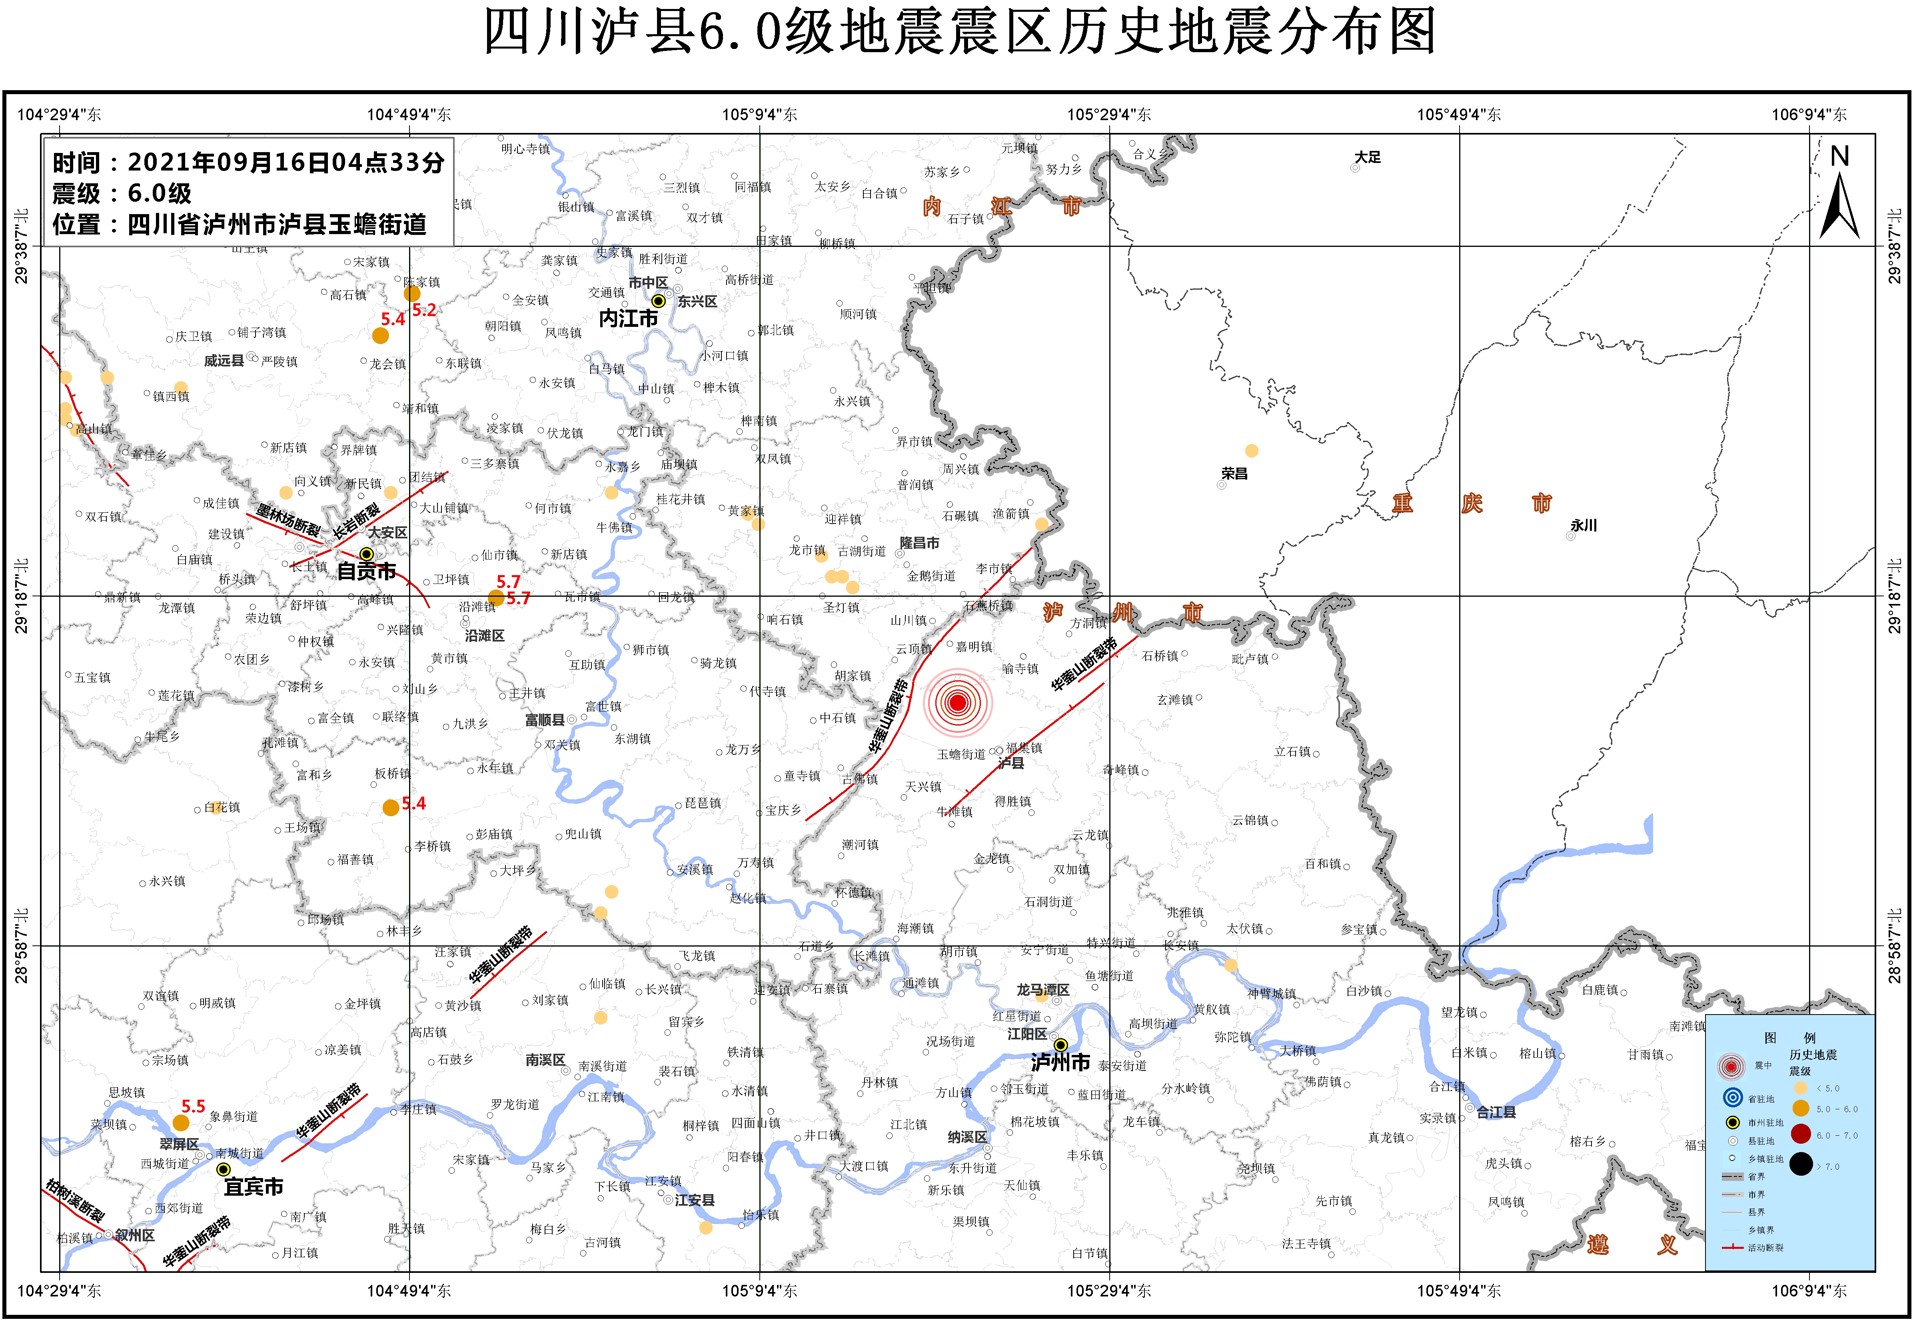 四川泸县6.0级地震震区历史地震分布图
104°29'4"东 104°49'4"东 105°9'4"东 105°29'4"东 105°49'4"东 106°9'4"东
时间：2021年09月16日04点33分
震级：6.0级
位置：四川省泸州市泸县玉蟾街道
N
29°38'7"北 29°38'7"北
29°18'7"北 29°18'7"北
28°58'7"北 28°58'7"北
明心寺镇 元坝镇 努力乡 合义乡 大足
三烈镇 同福镇 太安乡 白合镇 苏家乡
银山镇 富溪镇 双才镇 内江市 石子镇
田家镇 柳桥镇
宋家镇 史家镇 胜利街道
龚家镇 高桥街道
陈家镇 市中区
高石镇 全安镇 交通镇 东兴区 平坦镇
5.2
5.4 内江市 顺河镇
庆卫镇 铺子湾镇 朝阳镇 凤鸣镇 郭北镇
威远县 严陵镇 龙会镇 东联镇 小河口镇
白马镇
永安镇 中山镇 椑木镇
镇西镇 永兴镇
靖和镇 椑南镇
高山镇 凌家镇 伏龙镇 龙门镇 界市镇
童佳乡 新店镇 界牌镇 双凤镇
三多寨镇 水嘉乡 庙坝镇 周兴镇
向义镇 新民镇 团结镇 普润镇 荣昌
成佳镇 大山铺镇 何市镇 桂花井镇 黄家镇 迎祥镇 石碾镇 渔箭镇
重庆市
双石镇 墨林场断裂 长岩断裂 牛佛镇 永川
建设镇 大安区
白庙镇 仙市镇 新店镇 龙市镇 古湖街道 隆昌市
长土镇 自贡市
桥头镇 卫坪镇 5.7 金鹅街道 李市镇
5.7
鼎新镇 龙潭镇 舒坪镇 高峰镇 沿滩镇 瓦市镇 回龙镇 圣灯镇 石燕桥镇
泸州市
荣边镇 响石镇 山川镇 方洞镇
仲权镇 兴隆镇 沿滩区
农团乡 永安镇 黄市镇 互助镇 狮市镇 骑龙镇 云顶镇 嘉明镇 石桥镇 毗卢镇
华蓥山断裂带
五宝镇 胡家镇 喻寺镇
莲花镇 漆树乡 刘山乡 王井镇 代寺镇 玄滩镇
富全镇 联络镇 九洪乡 富顺县 富世镇 中石镇
牛尾乡 孔滩镇 邓关镇 东湖镇 龙万乡 华蓥山断裂带 玉蟾街道 福集镇 立石镇
富和乡 板桥镇 永年镇 童寺镇 古佛镇 泸县 奇峰镇
天兴镇
白花镇 5.4 琵琶镇 宝庆乡 牛滩镇 得胜镇
王场镇 彭庙镇 兜山镇 云龙镇 云锦镇
福善镇 李桥镇 潮河镇 金龙镇 百和镇
永兴镇 大坪乡 安溪镇 万寿镇 双加镇
赵化镇 怀德镇 石洞街道
邱场镇 林丰乡 海潮镇 兆雅镇 太伏镇 参宝镇
汪家镇 华蓥山断裂带 飞龙镇 石道乡 长滩镇 胡市镇 安宁街道 特兴街道 长安镇
双谊镇 明威镇 金坪镇 黄沙镇 刘家镇 仙临镇 长兴镇 迎安镇 石寨镇 通滩镇 龙马潭区 鱼塘街道 神臂城镇 白沙镇 白鹿镇
高店镇 留宾乡 红星街道 黄舣镇 望龙镇 南滩镇
高坝街道
宗场镇 凉姜镇 石鼓乡 南溪区 南溪街道 铁清镇 况场街道 江阳区 弥陀镇 大桥镇 白米镇 榕山镇 甘雨镇
泸州市
裴石镇 泰安街道
思坡镇 江南镇 水清镇 丹林镇 方山镇 邻玉街道 蓝田街道 分水岭镇 佛荫镇 合江镇
华蓥山断裂带
5.5
菜坝镇 象鼻街道 李庄镇 罗龙街道 桐梓镇 四面山镇 井口镇 江北镇 棉花坡镇 龙车镇 真龙镇 实录镇 合江县
翠屏区
西城街道 南城街道 宋家镇 马家乡 阳春镇 大渡口镇 纳溪区 东升街道 丰乐镇 尧坝镇 虎头镇 榕右乡 福宝
宜宾市
柏树溪断裂 下长镇 江安镇 新乐镇 天仙镇
西郊街道 江安县 先市镇 凤鸣镇
南广镇 胜天镇 梅白乡 怡乐镇 渠坝镇
柏溪镇 叙州区 华蓥山断裂带 月江镇 古河镇 白节镇 法王寺镇 遵义
图例
震中
省驻地
市州驻地
县驻地
乡镇驻地
省界
市界
县界
乡镇界
活动断裂
历史地震
震级
< 5.0
5.0 - 6.0
6.0 - 7.0
> 7.0
104°29'4"东 104°49'4"东 105°9'4"东 105°29'4"东 105°49'4"东 106°9'4"东